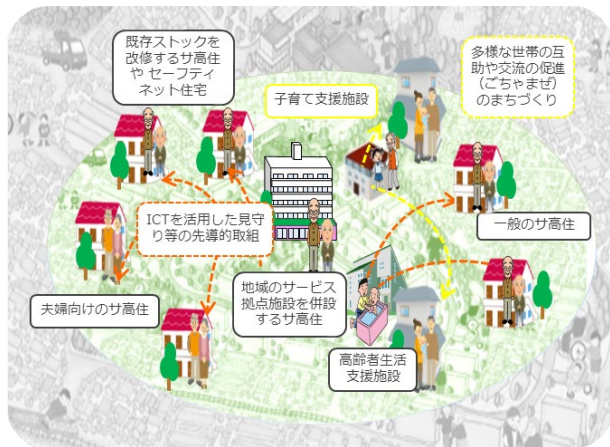 既存ストックを
改修するサ高住
や セーフティ
ネット住宅
子育て支援施設
多様な世帯の互
助や交流の促進
（ごちゃまぜ）
のまちづくり
ICTを活用した見守
り等の先導的取組
一般のサ高住
夫婦向けのサ高住
地域のサービス
拠点施設を併設
するサ高住
高齢者生活
支援施設